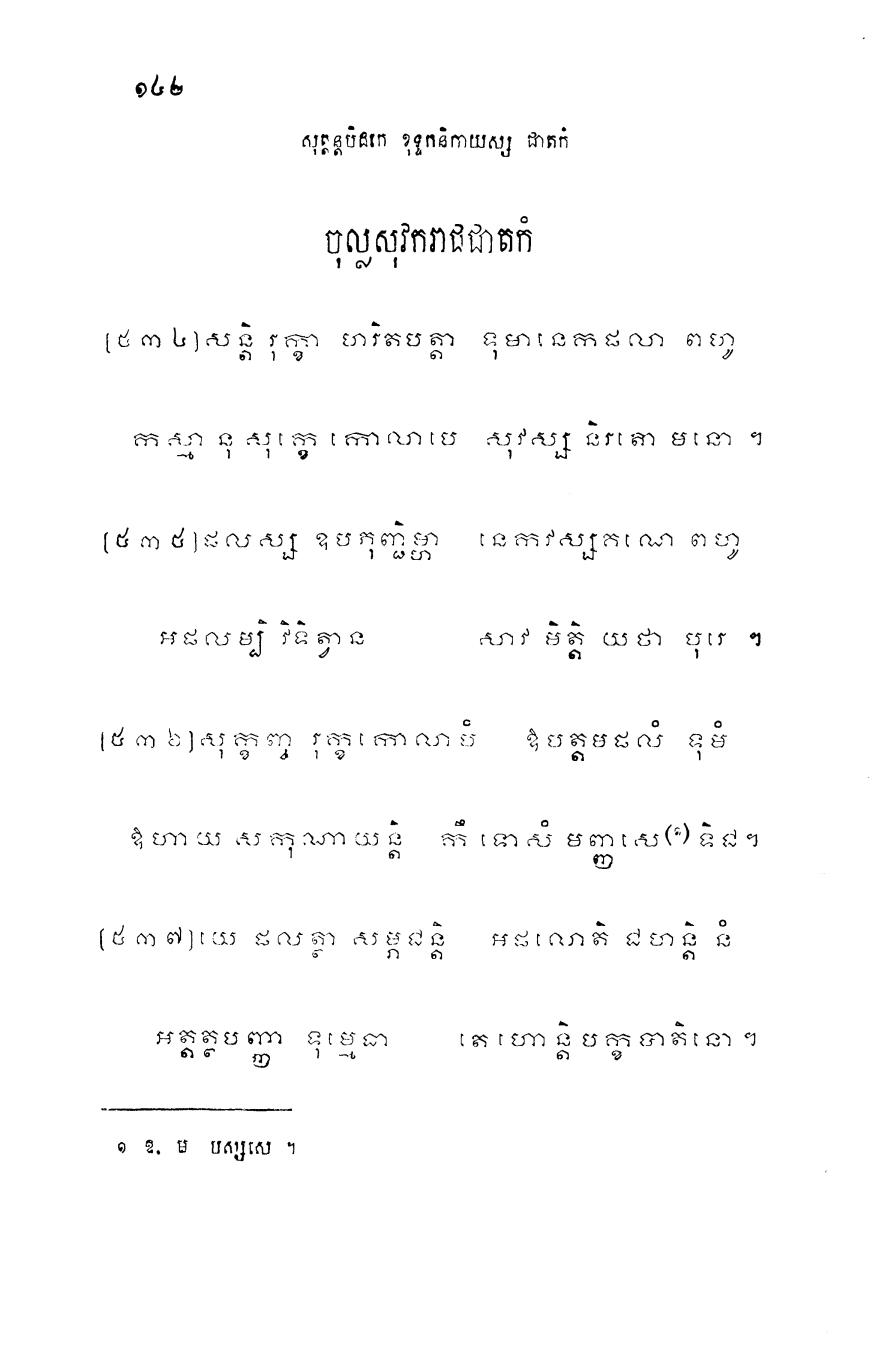 ១៤២
សុត្តន្តបិដកេ ខុទ្ទកនិកាយស្ស ជាតកំ
ចុល្លសុវករាជជាតកំ
[៥៣៤] សន្តិ រុក្ខា ហរិតបត្តា ទុមានេកផលា ពហូ
កស្មា នុ សុក្ខេ កោលាបេ សុវស្ស និរតោ មនោ ។
[៥៣៥] ផលស្ស ឧបភុញ្ជិម្ហា នេកវស្សគណេ ពហូ
អផលម្បិ វិទិត្វាន សាវ មិត្តិ យថា បុរេ ។
[៥៣៦] សុក្ខញ្ច រុក្ខកោលាបំ ឱបត្តមផលំ ទុមំ
ឱហាយ សកុណា យន្តិ កឹ ទោសំ មញ្ញសេ(១) ទិជ ។
[៥៣៧] យេ ផលត្ថា សម្ភជន្តិ អផលោតិ ជហន្តិ នំ
អត្តត្ថបញ្ញា ទុម្មេធា តេ ហោន្តិ បក្ខបាតិនោ ។
១ ឱ. ម បស្សសេ ។